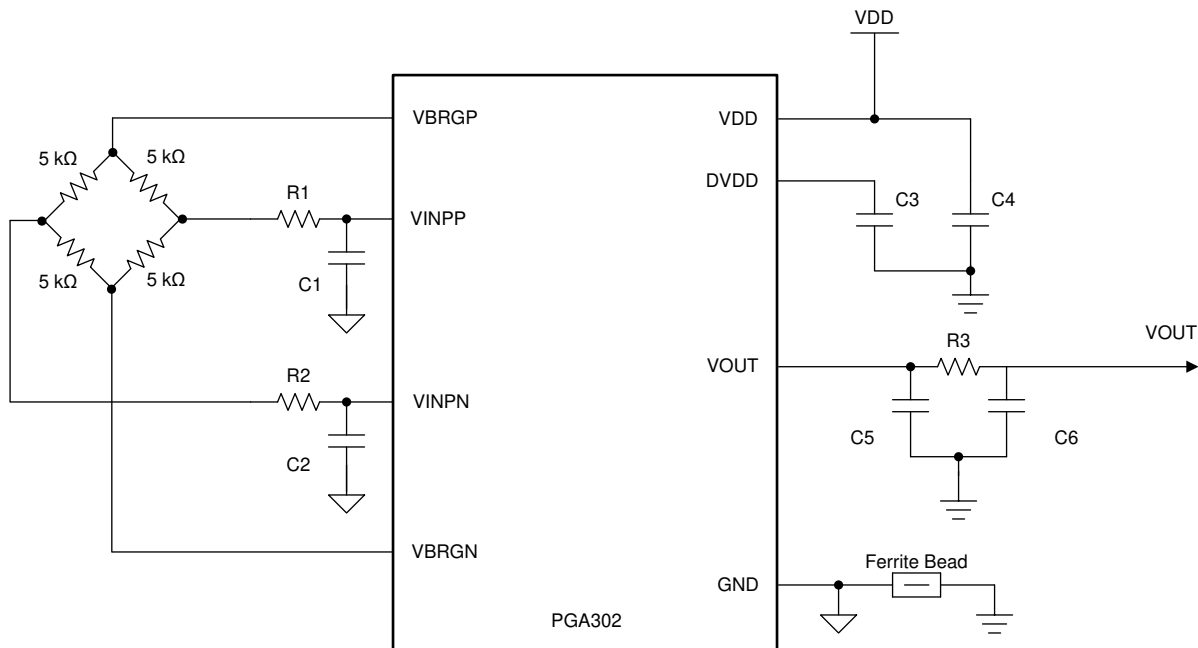 VDD
VBRGP
VDD
5 kΩ
5 kΩ
DVDD
R1
C3
C4
VINPP
5 kΩ
5 kΩ
C1
VOUT
R3
VOUT
R2
VINPN
C5
C6
C2
VBRGN
Ferrite Bead
GND
PGA302